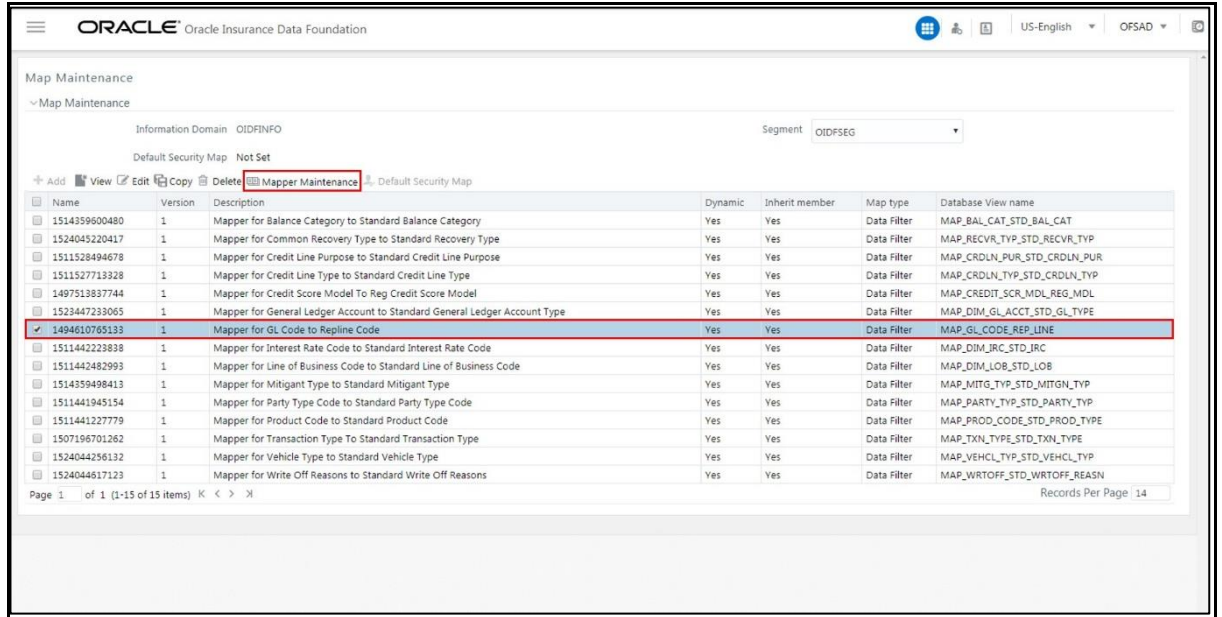 ORACLE Oracle Insurance Data Foundation US-English OFSAD
Map Maintenance
Map Maintenance
Information Domain OIDFINFO Segment OIDFSEG
Default Security Map Not Set
Add View Edit Copy Delete Mapper Maintenance Default Security Map
Name Version Description Dynamic Inherit member Map type Database View name
1514359600480 1 Mapper for Balance Category to Standard Balance Category Yes Yes Data Filter MAP_BAL_CAT_STD_BAL_CAT
1524045220417 1 Mapper for Common Recovery Type to Standard Recovery Type Yes Yes Data Filter MAP_RECVR_TYP_STD_RECVR_TYP
1511528494678 1 Mapper for Credit Line Purpose to Standard Credit Line Purpose Yes Yes Data Filter MAP_CRDLN_PUR_STD_CRDLN_PUR
1511527713328 1 Mapper for Credit Line Type to Standard Credit Line Type Yes Yes Data Filter MAP_CRDLN_TYP_STD_CRDLN_TYP
1497513837744 1 Mapper for Credit Score Model To Reg Credit Score Model Yes Yes Data Filter MAP_CREDIT_SCR_MDL_REG_MDL
1523447233065 1 Mapper for General Ledger Account to Standard General Ledger Account Type Yes Yes Data Filter MAP_DIM_GL_ACCT_STD_GL_TYPE
1494610765133 1 Mapper for GL Code to Repline Code Yes Yes Data Filter MAP_GL_CODE_REP_LINE
1511442223838 1 Mapper for Interest Rate Code to Standard Interest Rate Code Yes Yes Data Filter MAP_DIM_IRC_STD_IRC
1511442482993 1 Mapper for Line of Business Code to Standard Line of Business Code Yes Yes Data Filter MAP_DIM_LOB_STD_LOB
1514359498413 1 Mapper for Mitigant Type to Standard Mitigant Type Yes Yes Data Filter MAP_MITG_TYP_STD_MITGN_TYP
1511441945154 1 Mapper for Party Type Code to Standard Party Type Code Yes Yes Data Filter MAP_PARTY_TYP_STD_PARTY_TYP
1511441227779 1 Mapper for Product Code to Standard Product Code Yes Yes Data Filter MAP_PROD_CODE_STD_PROD_TYPE
1507196701262 1 Mapper for Transaction Type To Standard Transaction Type Yes Yes Data Filter MAP_TXN_TYPE_STD_TXN_TYPE
1524044256132 1 Mapper for Vehicle Type to Standard Vehicle Type Yes Yes Data Filter MAP_VEHCL_TYP_STD_VEHCL_TYP
1524044617123 1 Mapper for Write Off Reasons to Standard Write Off Reasons Yes Yes Data Filter MAP_WRTOFF_STD_WRTOFF_REASN
Page 1 of 1 (1-15 of 15 items) Records Per Page 14